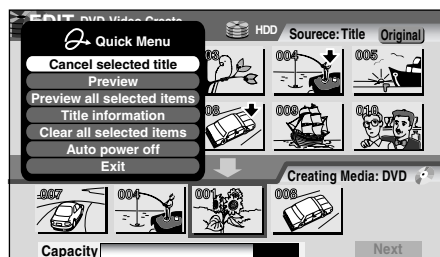 EDIT DVD-Video Create
HDD
Sourece: Title
Original
Quick Menu
Cancel selected title
Preview
Preview all selected items
Title information
Clear all selected items
Auto power off
Exit
003
004
005
008
009
010
Creating Media: DVD
007
004
001
008
Capacity
Next